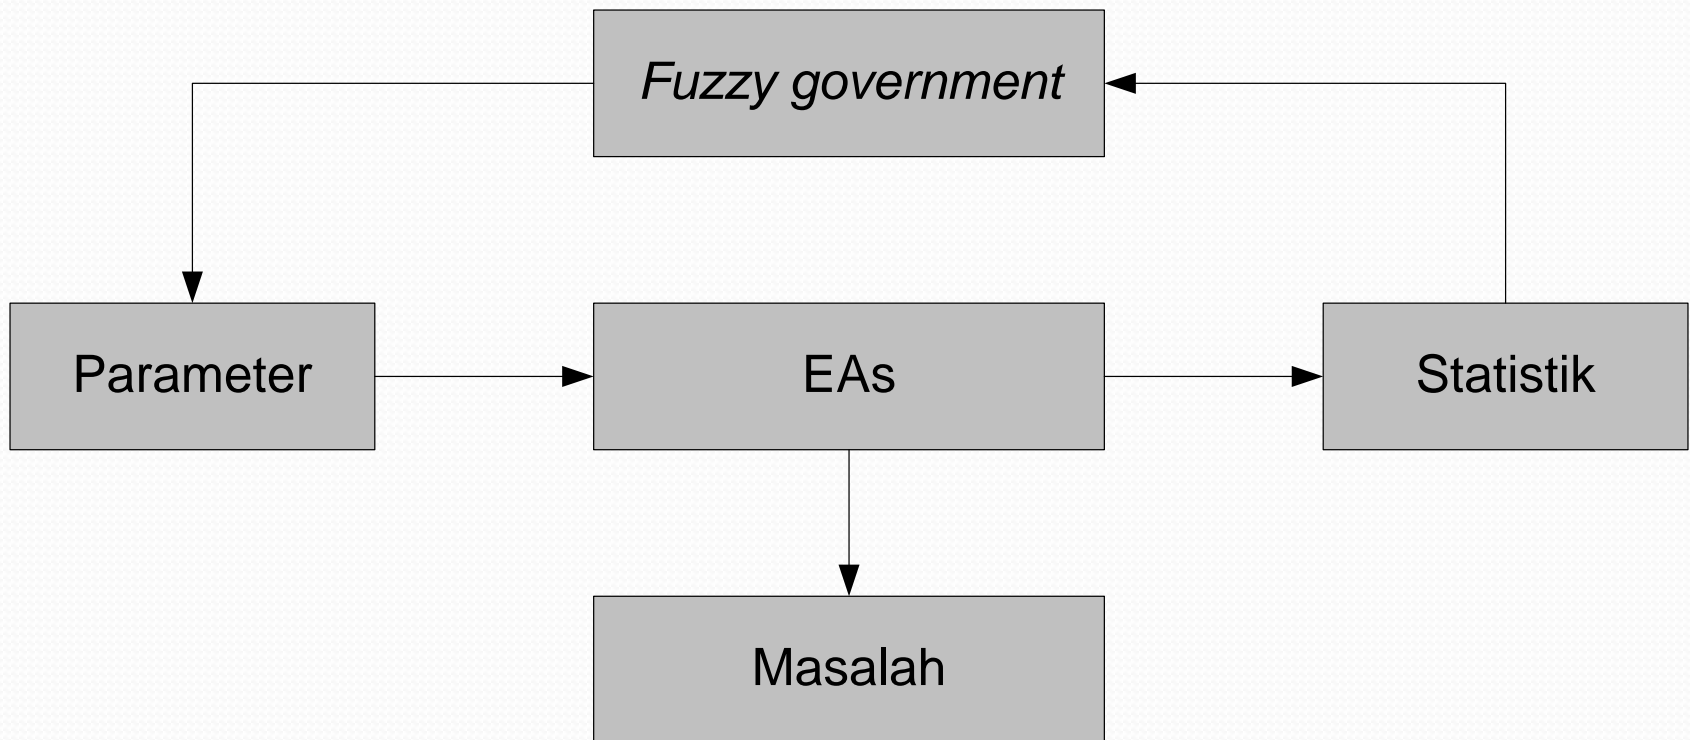 Fuzzy government
Parameter
EAs
Statistik
Masalah